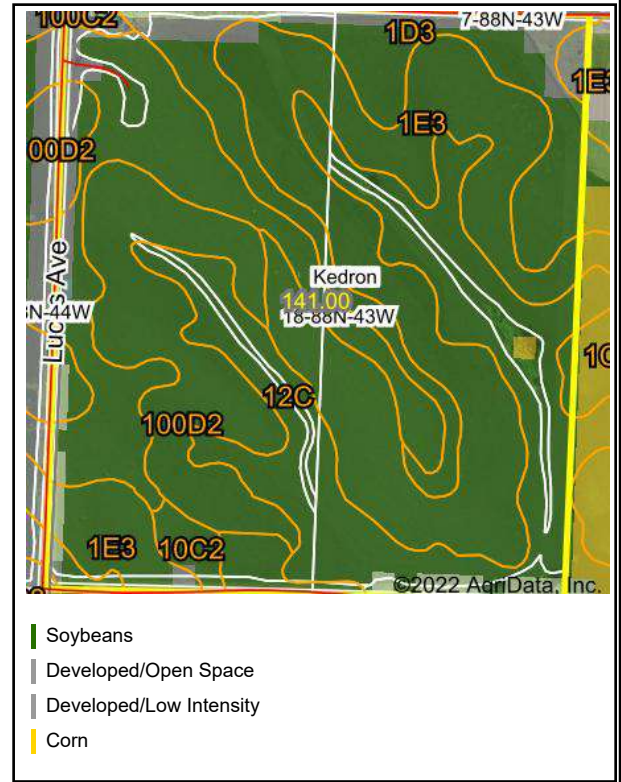 100C2
7-88N-43W
1D3
1E3
1E3
00D2
Lucas Ave
Kedron
141.00
18-88N-43W
N-44W
10
12C
100D2
1E3
10C2
©2022 AgriData, Inc.
Soybeans
Developed/Open Space
Developed/Low Intensity
Corn